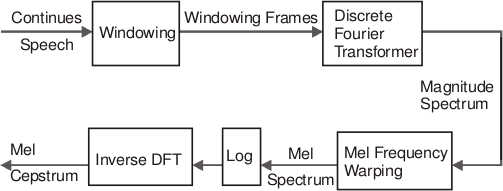 Continues
Speech
Windowing
Windowing Frames
Discrete
Fourier
Transformer
Magnitude
Spectrum
Mel Frequency
Warping
Mel
Spectrum
Log
Inverse DFT
Mel
Cepstrum